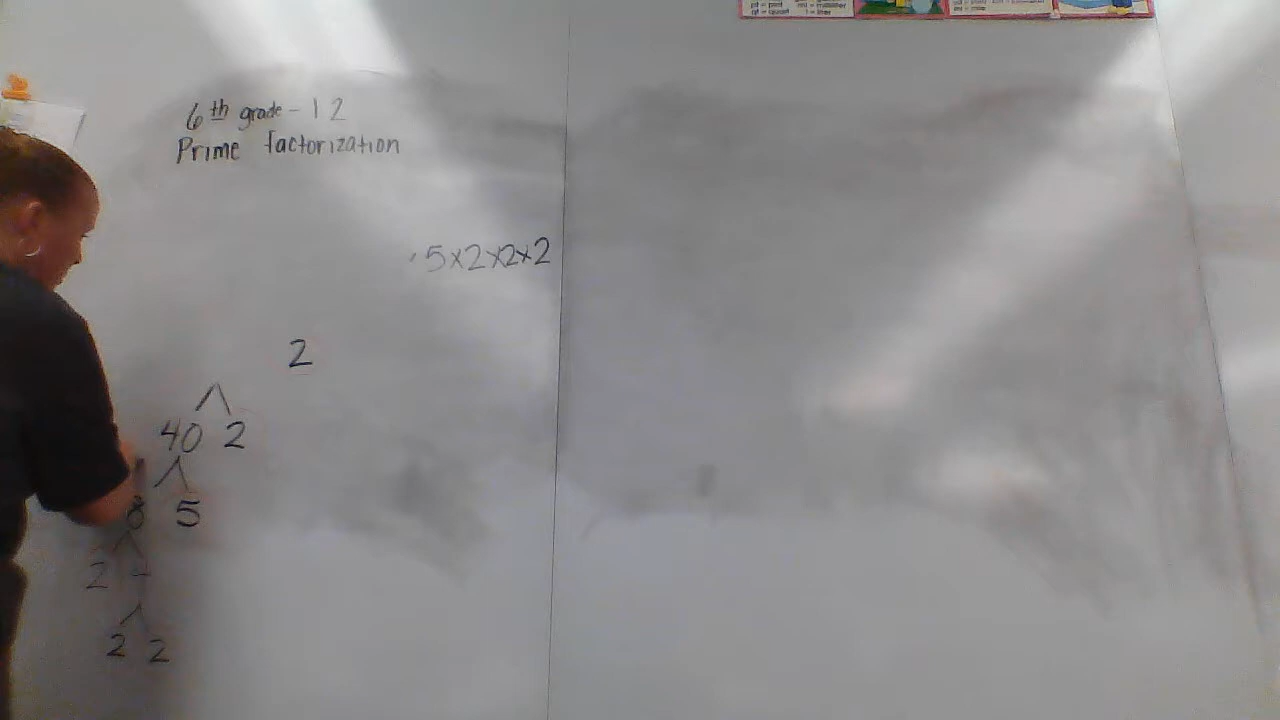 6th grade - 12
Prime factorization
5x2x2x2
2
40 2
8 5
2
2 2